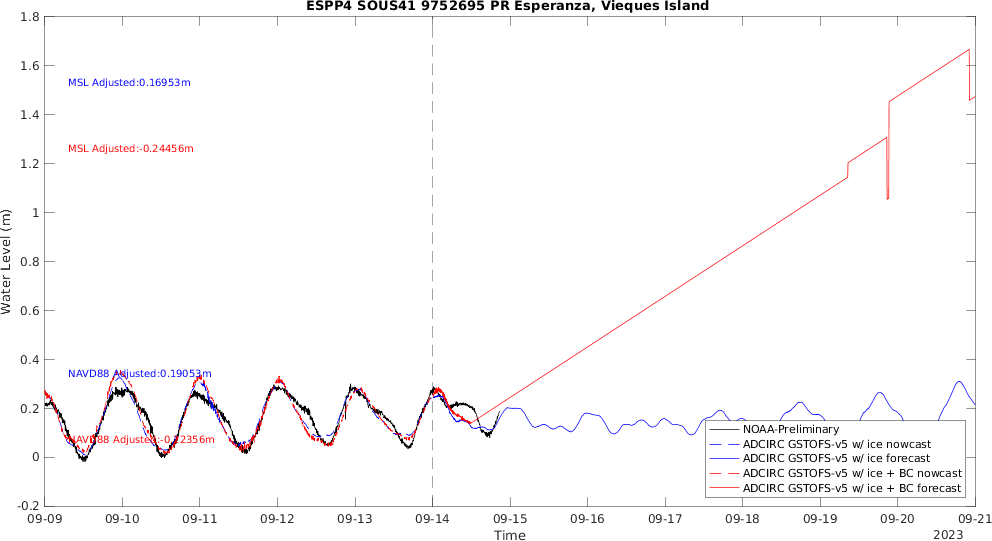 ESPP4 SOUS41 9752695 PR Esperanza, Vieques Island
1.8
1.6
1.4
1.2
1
0.8
0.6
0.4
0.2
0
-0.2
Water Level (m)
MSL Adjusted:0.16953m
MSL Adjusted:-0.24456m
NAVD88 Adjusted:0.19053m
NAVD88 Adjusted:-0.22356m
NOAA-Preliminary
ADCIRC GSTOFS-v5 w/ ice nowcast
ADCIRC GSTOFS-v5 w/ ice forecast
ADCIRC GSTOFS-v5 w/ ice + BC nowcast
ADCIRC GSTOFS-v5 w/ ice + BC forecast
09-09 09-10 09-11 09-12 09-13 09-14 09-15 09-16 09-17 09-18 09-19 09-20 09-21
Time
2023